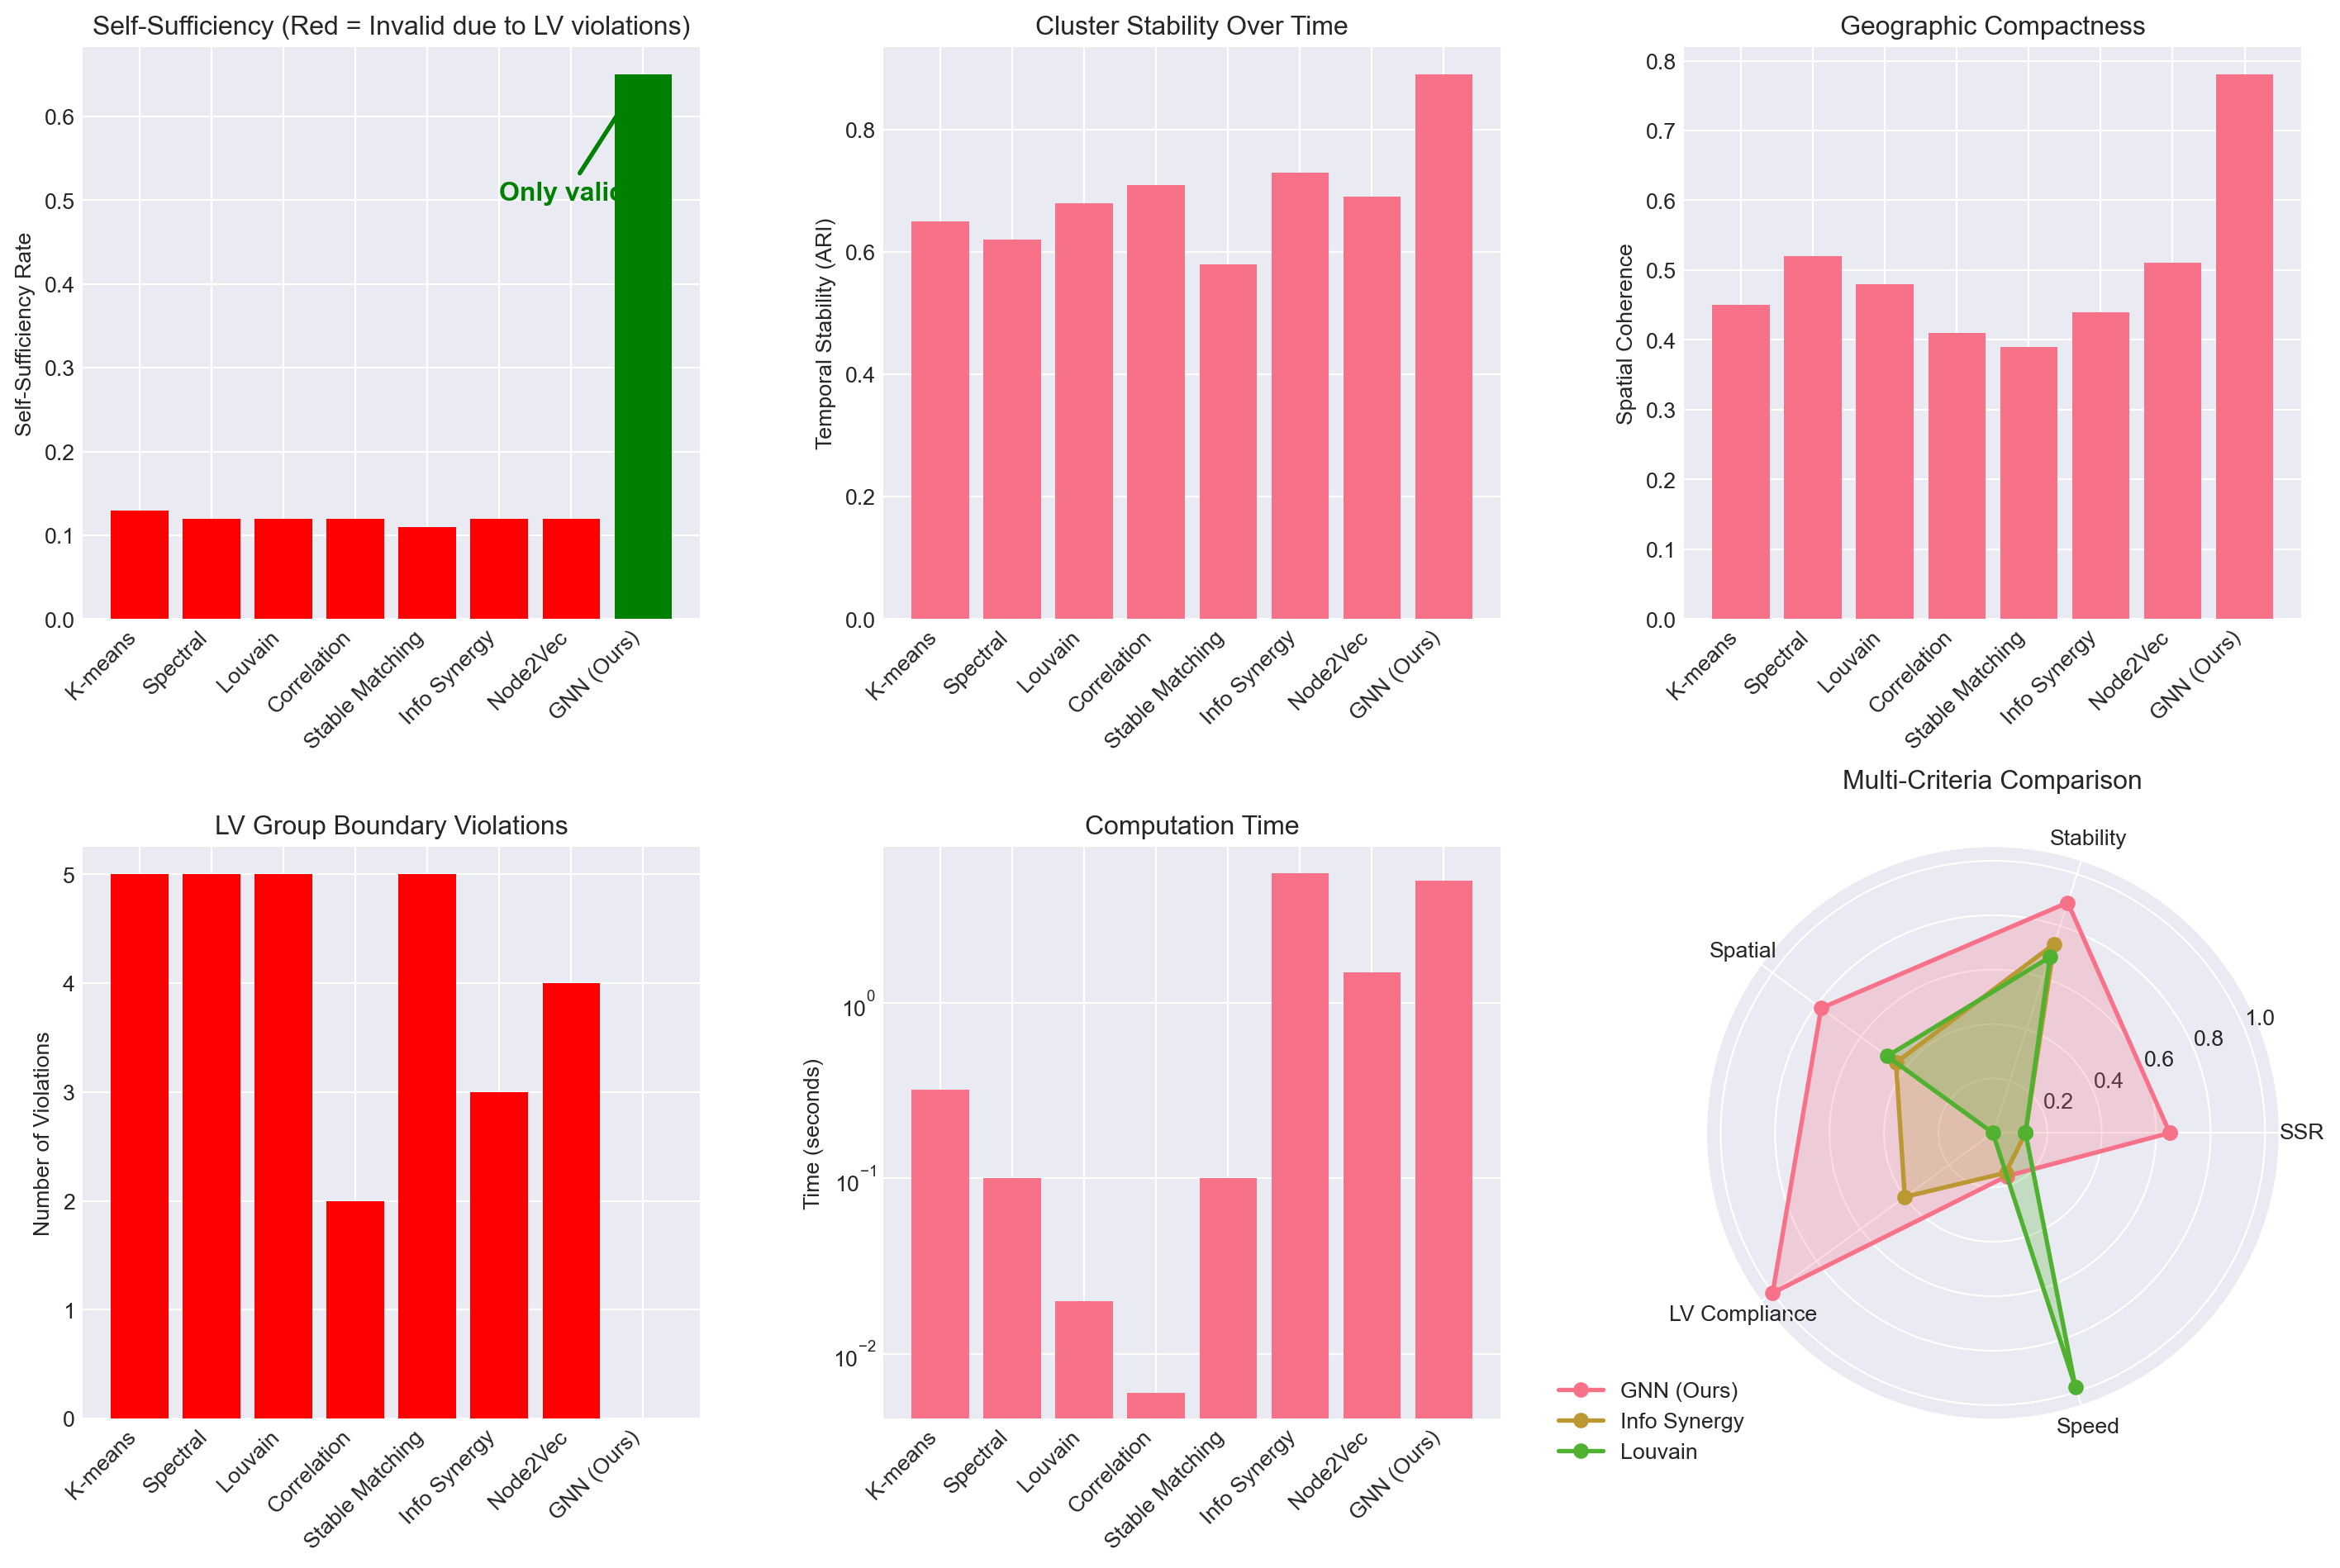 Self-Sufficiency (Red = Invalid due to LV violations)
Self-Sufficiency Rate
0.6
0.5
0.4
0.3
0.2
0.1
0.0
Only valid
K-means
Spectral
Louvain
Correlation
Stable Matching
Info Synergy
Node2Vec
GNN (Ours)
Cluster Stability Over Time
Temporal Stability (ARI)
0.8
0.6
0.4
0.2
0.0
K-means
Spectral
Louvain
Correlation
Stable Matching
Info Synergy
Node2Vec
GNN (Ours)
Geographic Compactness
Spatial Coherence
0.8
0.7
0.6
0.5
0.4
0.3
0.2
0.1
0.0
K-means
Spectral
Louvain
Correlation
Stable Matching
Info Synergy
Node2Vec
GNN (Ours)
LV Group Boundary Violations
Number of Violations
5
4
3
2
1
0
K-means
Spectral
Louvain
Correlation
Stable Matching
Info Synergy
Node2Vec
GNN (Ours)
Computation Time
Time (seconds)
10⁰
10⁻¹
10⁻²
K-means
Spectral
Louvain
Correlation
Stable Matching
Info Synergy
Node2Vec
GNN (Ours)
Multi-Criteria Comparison
Stability
Spatial
1.0
0.8
0.6
0.4
0.2
SSR
LV Compliance
Speed
GNN (Ours)
Info Synergy
Louvain